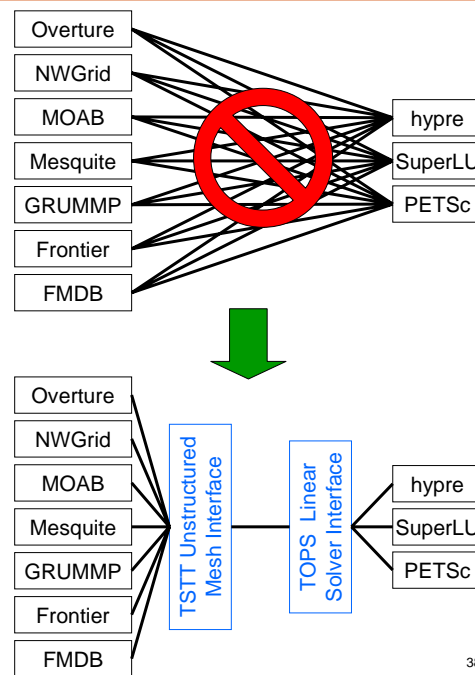 Overture
NWGrid
MOAB
Mesquite
GRUMMP
Frontier
FMDB
hypre
SuperLU
PETSc
Overture
NWGrid
MOAB
Mesquite
GRUMMP
Frontier
FMDB
TSTT Unstructured
Mesh Interface
TOPS Linear
Solver Interface
hypre
SuperLU
PETSc
38